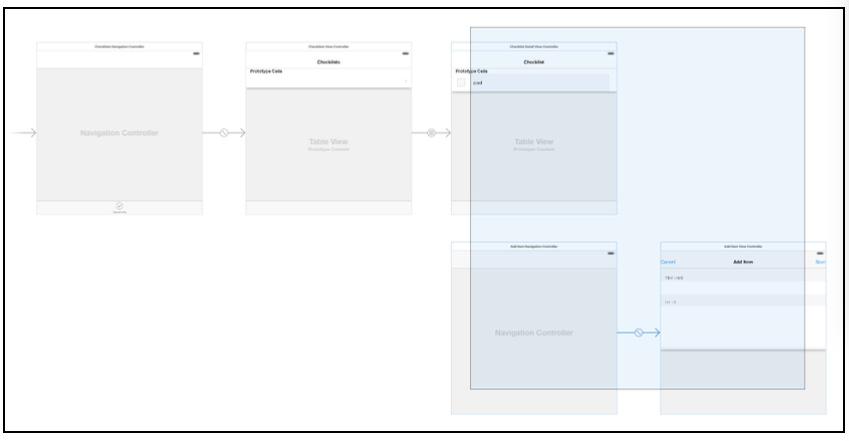 Checklists Navigation Controller
Navigation Controller
Checklists View Controller
Checklists
Prototype Cells
Table View
Prototype Content
Checklist Detail View Controller
Checklist
Prototype Cells
Table View
Prototype Content
Add Item Navigation Controller
Navigation Controller
Add Item View Controller
Cancel
Add Item